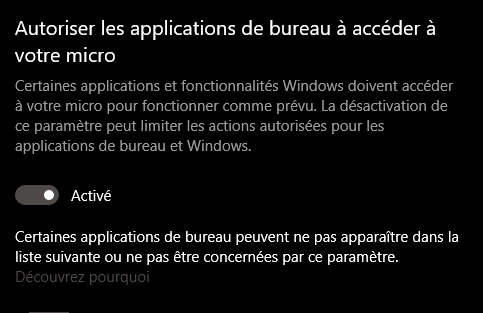 Autoriser les applications de bureau à accéder à
votre micro
Certaines applications et fonctionnalités Windows doivent accéder
à votre micro pour fonctionner comme prévu. La désactivation de
ce paramètre peut limiter les actions autorisées pour les
applications de bureau et Windows.
Activé
Certaines applications de bureau peuvent ne pas apparaître dans la
liste suivante ou ne pas être concernées par ce paramètre.
Découvrez pourquoi